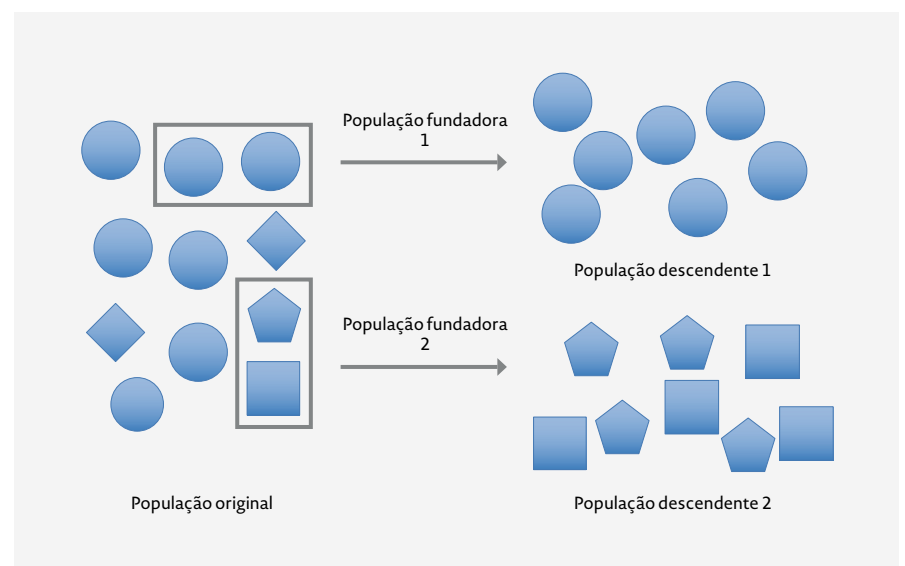 População fundadora
1
População descendente 1
População fundadora
2
População original
População descendente 2